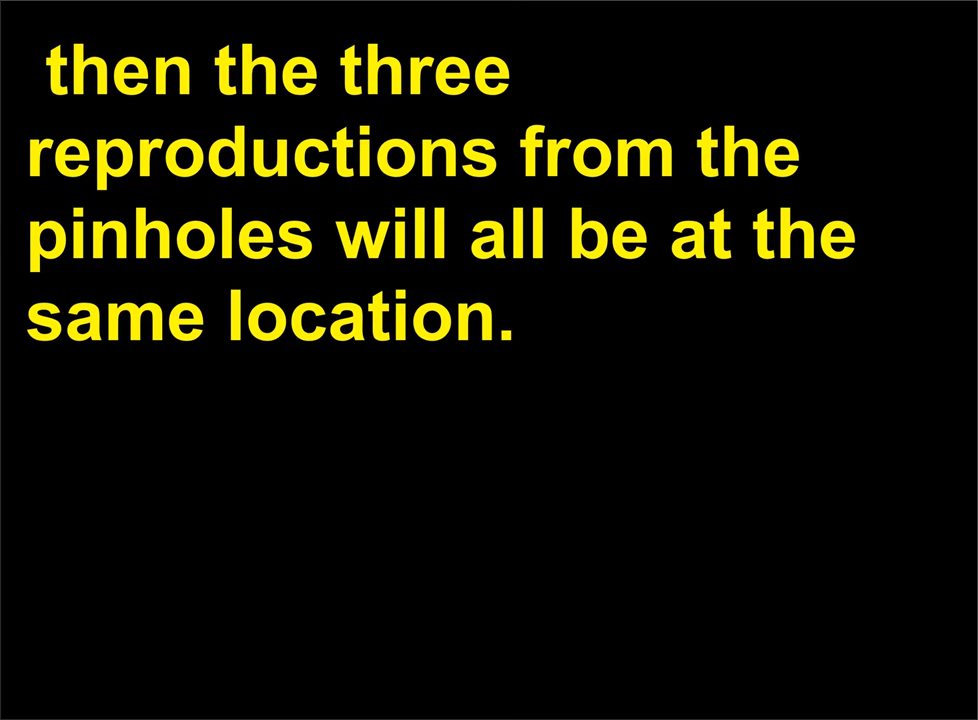 then the three
reproductions from the
pinholes will all be at the
same location.